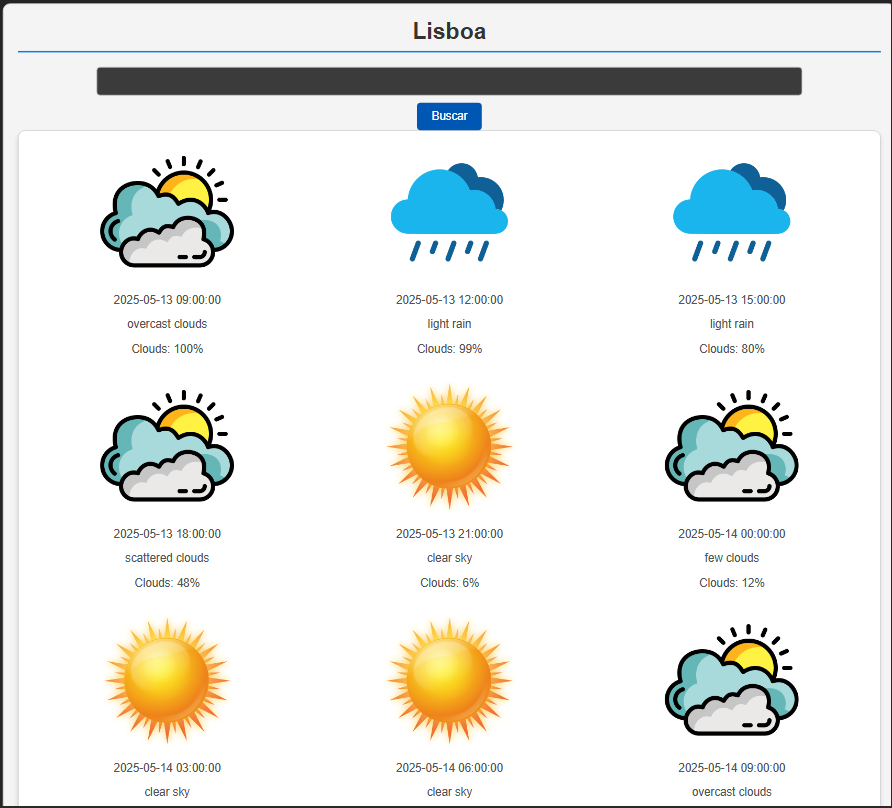 Lisboa
Buscar
2025-05-13 09:00:00
overcast clouds
Clouds: 100%
2025-05-13 12:00:00
light rain
Clouds: 99%
2025-05-13 15:00:00
light rain
Clouds: 80%
2025-05-13 18:00:00
scattered clouds
Clouds: 48%
2025-05-13 21:00:00
clear sky
Clouds: 6%
2025-05-14 00:00:00
few clouds
Clouds: 12%
2025-05-14 03:00:00
clear sky
2025-05-14 06:00:00
clear sky
2025-05-14 09:00:00
overcast clouds